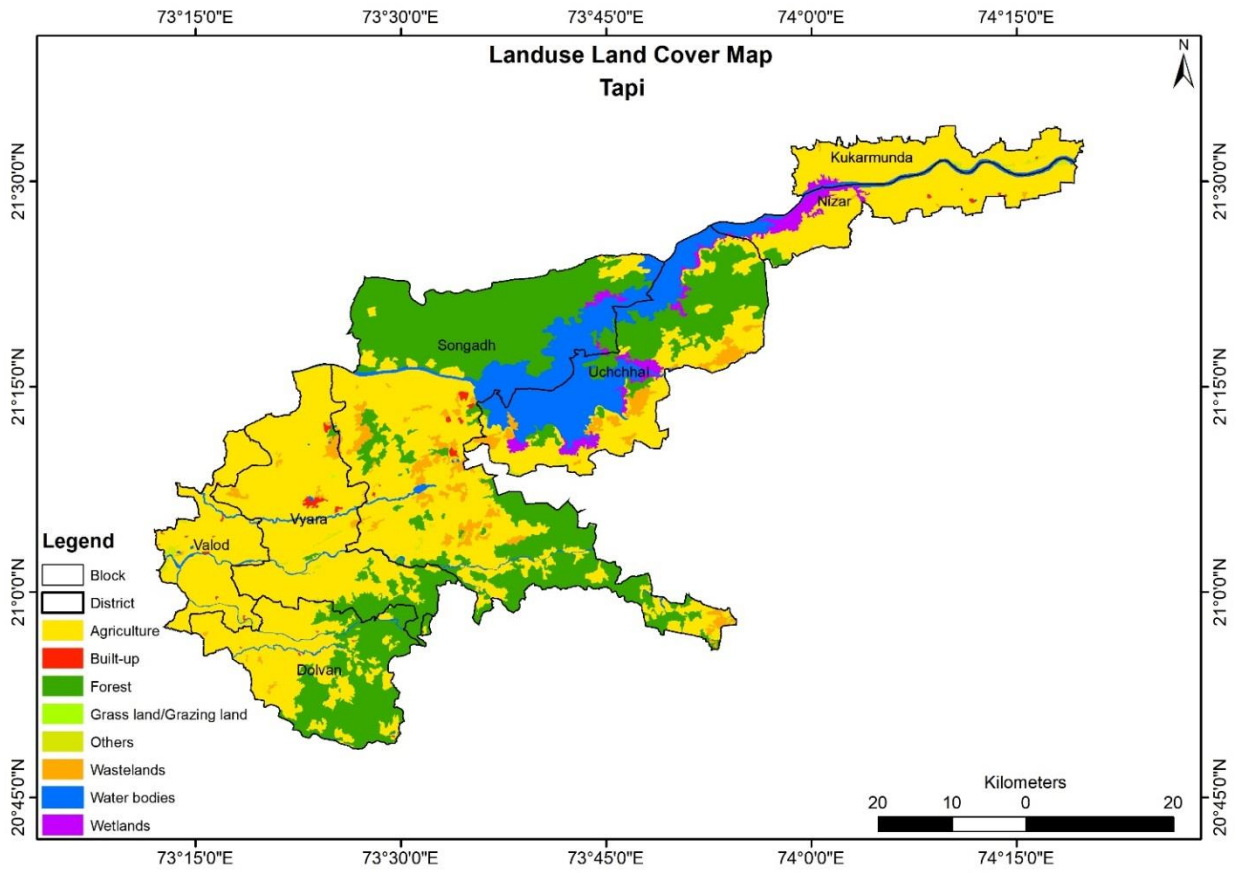 73°15'0"E 73°30'0"E 73°45'0"E 74°0'0"E 74°15'0"E
Landuse Land Cover Map
Tapi
N
21°30'0"N
21°15'0"N
21°0'0"N
20°45'0"N
21°30'0"N
21°15'0"N
21°0'0"N
20°45'0"N
Kukarmunda
Nizar
Songadh
Uchchhal
Vyara
Valod
Dolvan
Legend
Block
District
Agriculture
Built-up
Forest
Grass land/Grazing land
Others
Wastelands
Water bodies
Wetlands
Kilometers
20 10 0 20
73°15'0"E 73°30'0"E 73°45'0"E 74°0'0"E 74°15'0"E